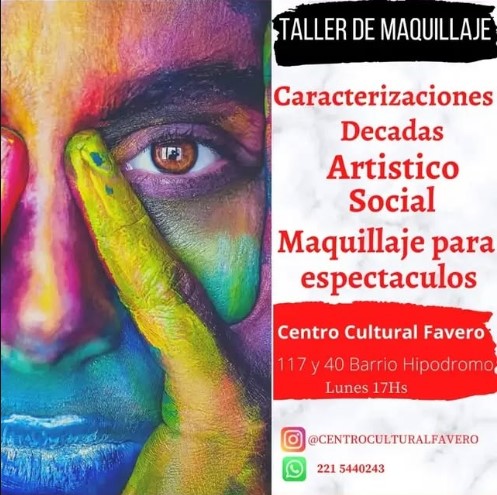 TALLER DE MAQUILLAJE
Caracterizaciones
Decadas
Artistico
Social
Maquillaje para
espectaculos
Centro Cultural Favero
117 y 40 Barrio Hipodromo
Lunes 17Hs
@CENTROCULTURALFAVERO
221 5440243